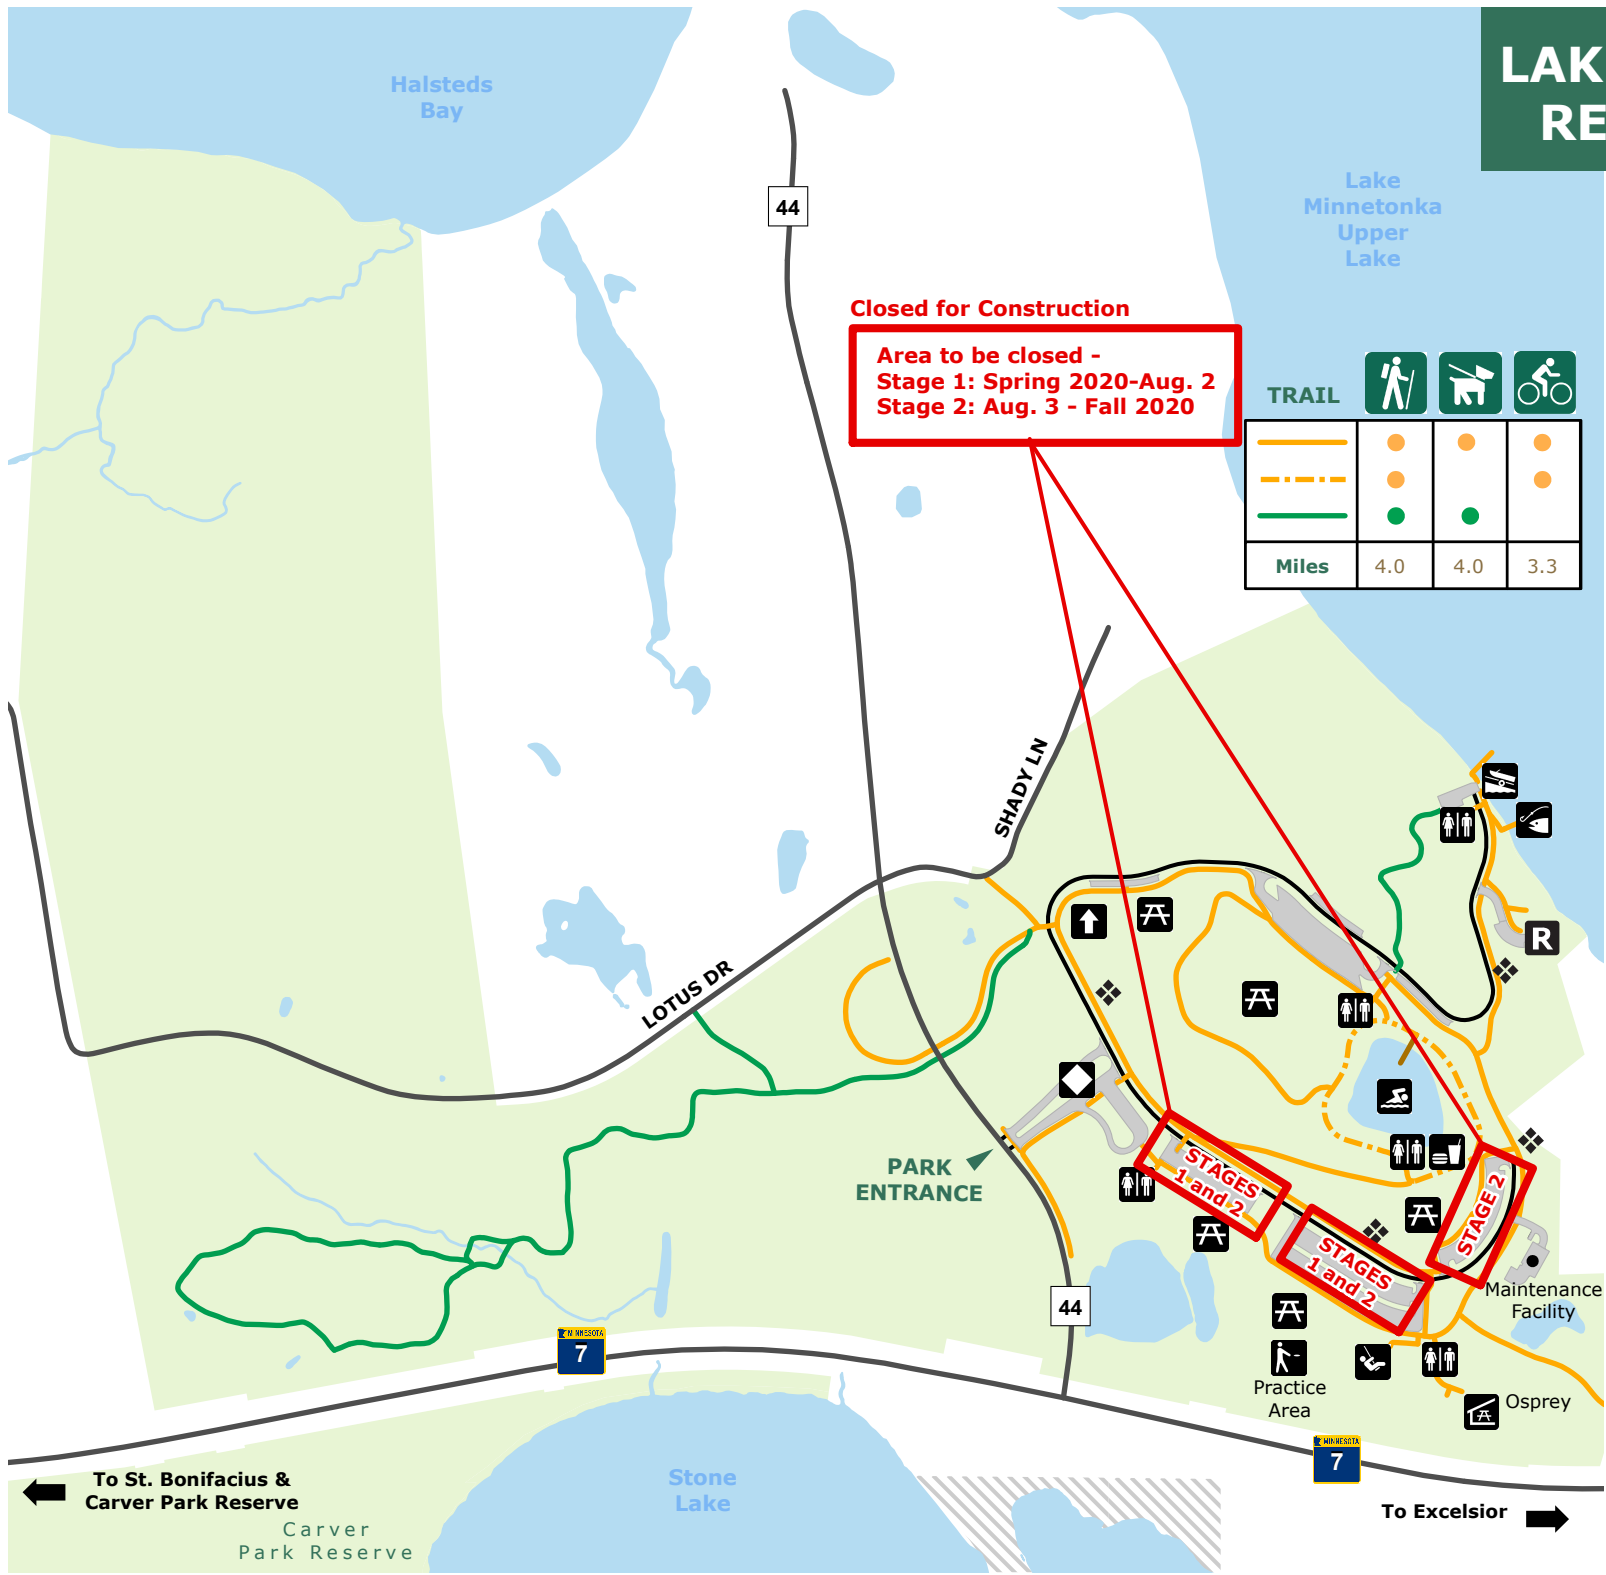 LAK
RE
Halsteds
Bay
Lake
Minnetonka
Upper
Lake
44
Closed for Construction
Area to be closed -
Stage 1: Spring 2020-Aug. 2
Stage 2: Aug. 3 - Fall 2020
TRAIL
Miles 4.0 4.0 3.3
SHADY LN
LOTUS DR
R
PARK
ENTRANCE
STAGES
1 and 2
STAGES
1 and 2
STAGE 2
Maintenance
Facility
44
MINNESOTA
7
Practice
Area
Osprey
MINNESOTA
7
To St. Bonifacius &
Carver Park Reserve
Carver
Park Reserve
Stone
Lake
To Excelsior